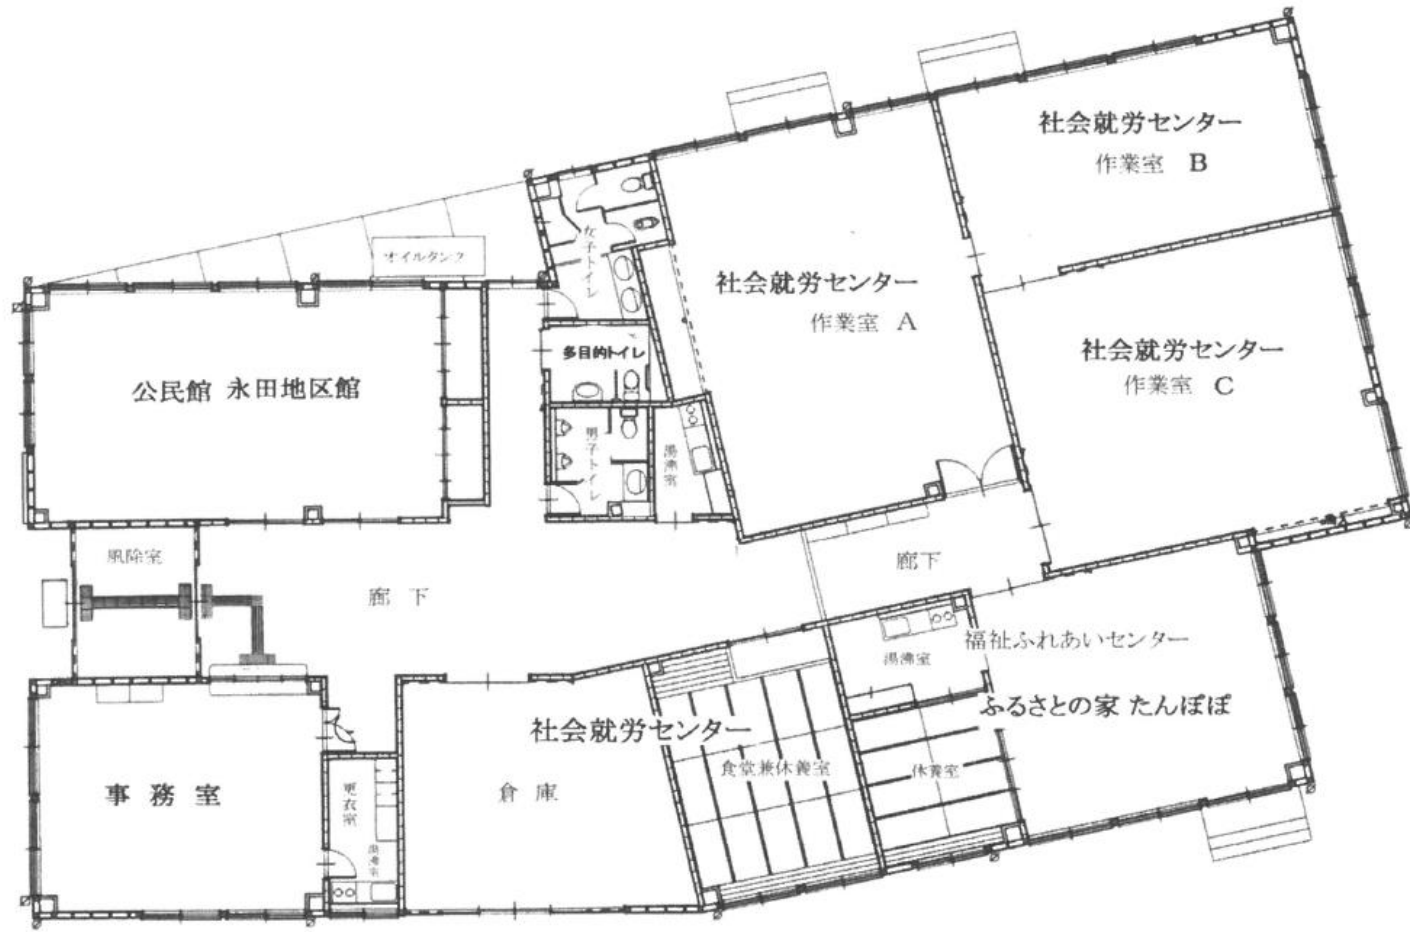 社会就労センター
作業室 B
オイルタンク
女子トイレ
社会就労センター
作業室 A
多目的トイレ
社会就労センター
作業室 C
公民館 永田地区館
男子トイレ
湯沸室
風除室
廊下
廊下
湯沸室
福祉ふれあいセンター
ふるさとの家 たんぽぽ
社会就労センター
食堂兼休養室
休養室
事務室
更衣室
倉庫
湯沸室